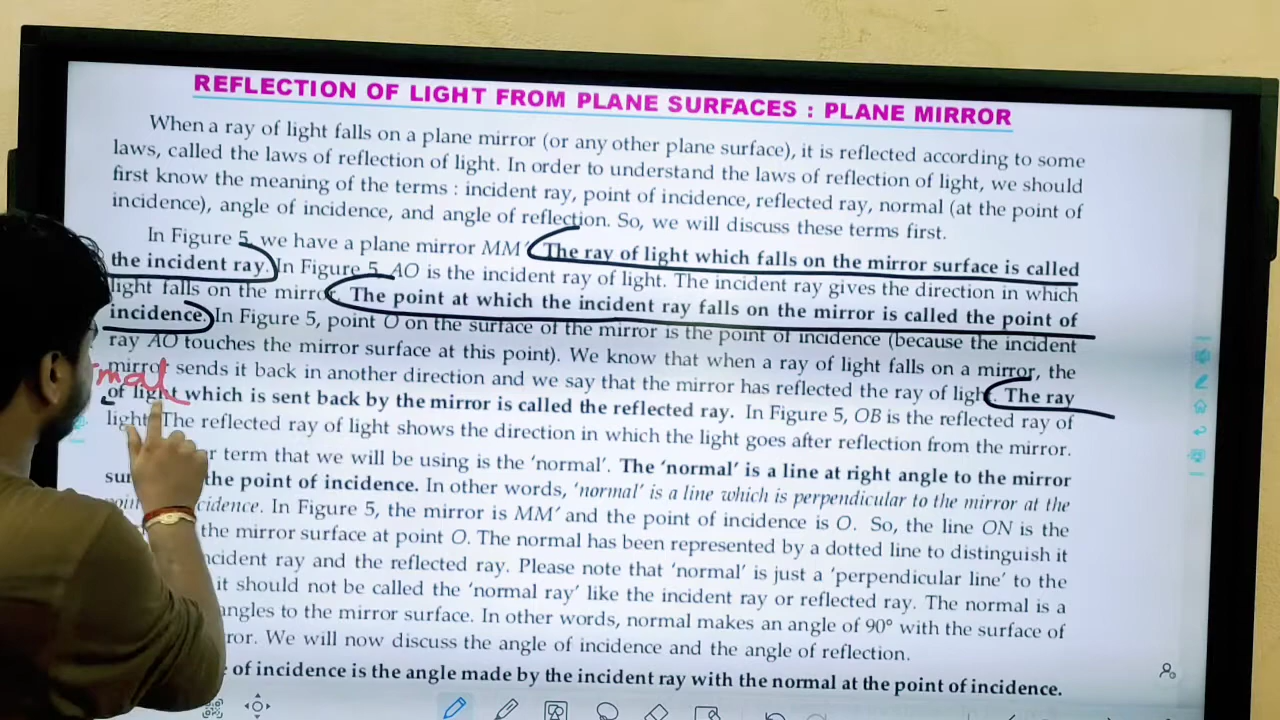 REFLECTION OF LIGHT FROM PLANE SURFACES : PLANE MIRROR
When a ray of light falls on a plane mirror (or any other plane surface), it is reflected according to some
laws, called the laws of reflection of light. In order to understand the laws of reflection of light, we should
first know the meaning of the terms : incident ray, point of incidence, reflected ray, normal (at the point of
incidence), angle of incidence, and angle of reflection. So, we will discuss these terms first.
In Figure 5, we have a plane mirror MM′ The ray of light which falls on the mirror surface is called
the incident ray. In Figure 5, AO is the incident ray of light. The incident ray gives the direction in which
light falls on the mirror. The point at which the incident ray falls on the mirror is called the point of
incidence. In Figure 5, point O on the surface of the mirror is the point of incidence (because the incident
ray AO touches the mirror surface at this point). We know that when a ray of light falls on a mirror, the
mirror sends it back in another direction and we say that the mirror has reflected the ray of light. The ray
mal
of light which is sent back by the mirror is called the reflected ray. In Figure 5, OB is the reflected ray of
light. The reflected ray of light shows the direction in which the light goes after reflection from the mirror.
term that we will be using is the ‘normal’. The ‘normal’ is a line at right angle to the mirror
the point of incidence. In other words, ‘normal’ is a line which is perpendicular to the mirror at the
In Figure 5, the mirror is MM′ and the point of incidence is O. So, the line ON is the
the mirror surface at point O. The normal has been represented by a dotted line to distinguish it
ray and the reflected ray. Please note that ‘normal’ is just a ‘perpendicular line’ to the
it should not be called the ‘normal ray’ like the incident ray or reflected ray. The normal is a
angles to the mirror surface. In other words, normal makes an angle of 90° with the surface of
We will now discuss the angle of incidence and the angle of reflection.
of incidence is the angle made by the incident ray with the normal at the point of incidence.